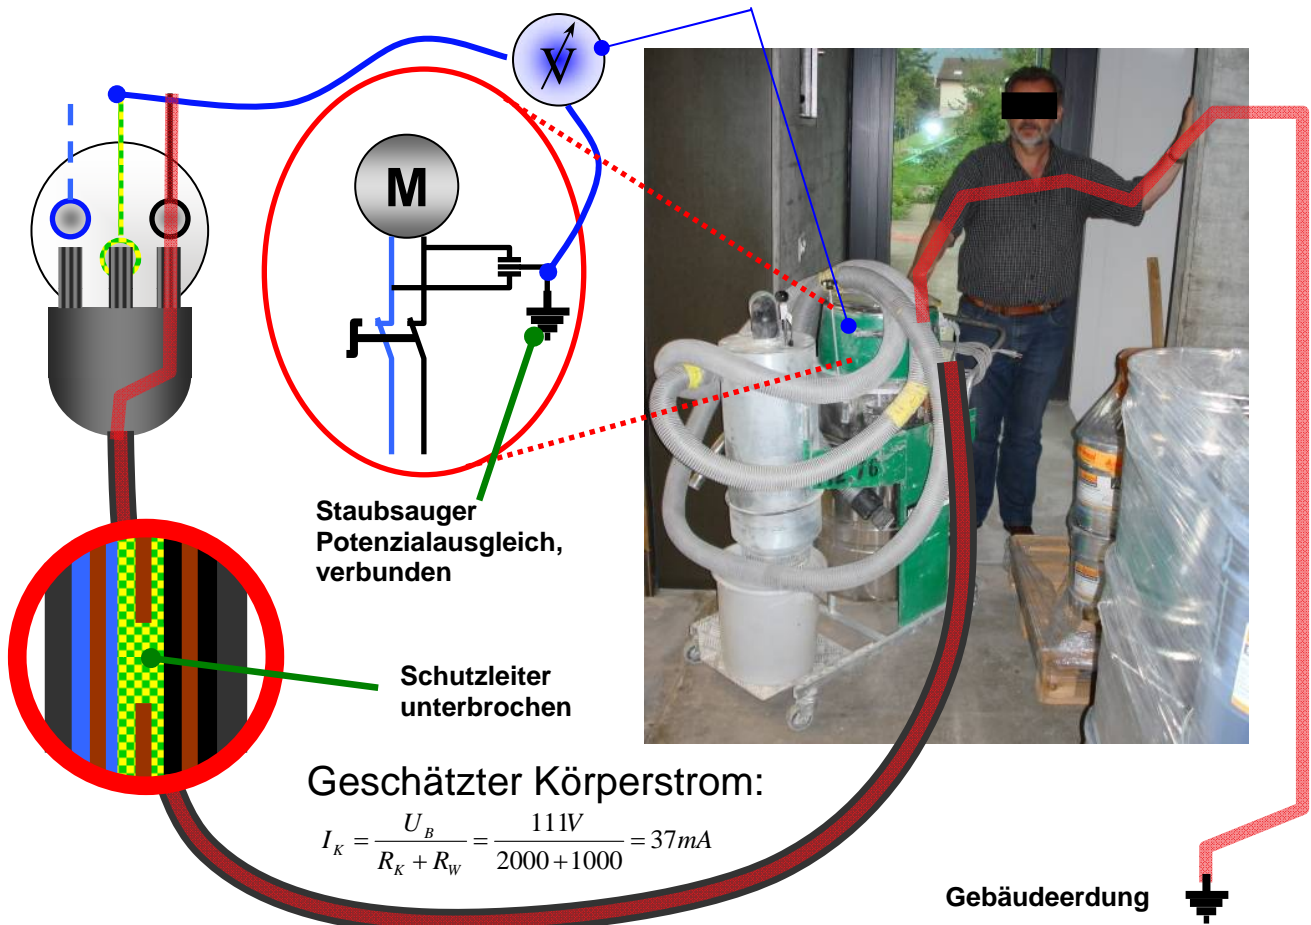 V
M
Staubsauger
Potenzialausgleich,
verbunden
Schutzleiter
unterbrochen
Geschätzter Körperstrom:
I_K = U_B / (R_K + R_W) = 111V / (2000 + 1000) = 37mA
Gebäudeerdung